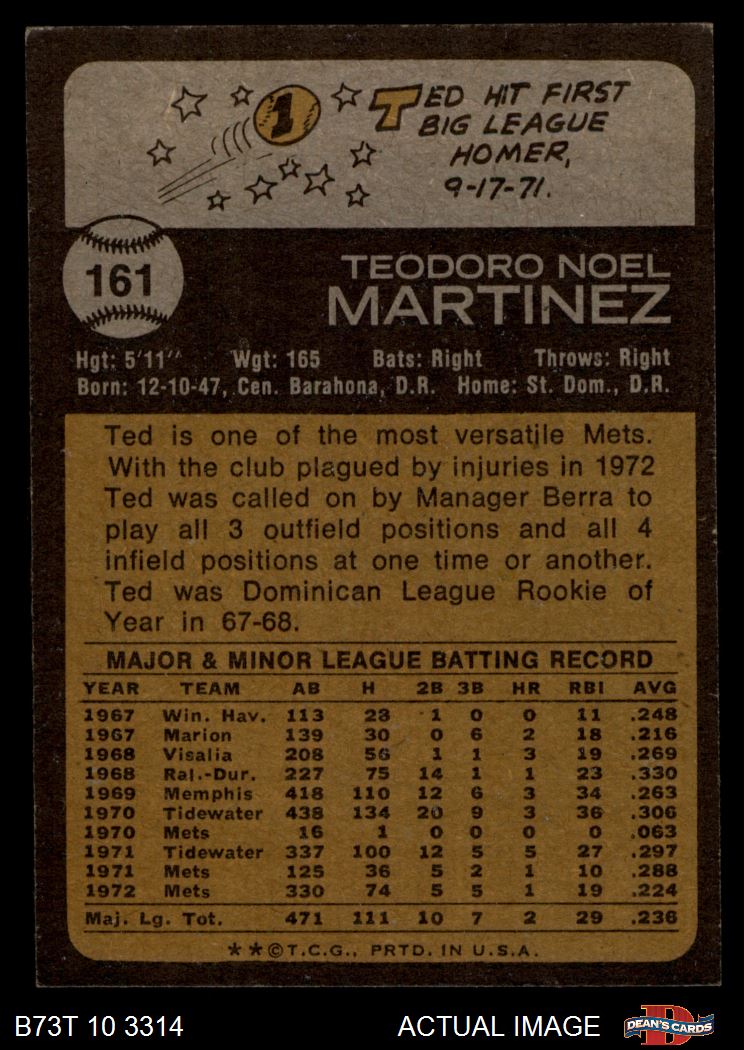 1
TED HIT FIRST
BIG LEAGUE
HOMER,
9-17-71.
161
TEODORO NOEL
MARTINEZ
Hgt: 5'11" Wgt: 165 Bats: Right Throws: Right
Born: 12-10-47, Cen. Barahona, D.R. Home: St. Dom., D.R.
Ted is one of the most versatile Mets.
With the club plagued by injuries in 1972
Ted was called on by Manager Berra to
play all 3 outfield positions and all 4
infield positions at one time or another.
Ted was Dominican League Rookie of
Year in 67-68.
MAJOR & MINOR LEAGUE BATTING RECORD
YEAR TEAM AB H 2B 3B HR RBI AVG
1967 Win. Hav. 113 28 1 0 0 11 .248
1967 Marion 139 30 0 6 2 18 .216
1968 Visalia 208 56 1 1 3 19 .269
1968 Ral.-Dur. 227 75 14 1 1 23 .330
1969 Memphis 418 110 12 6 3 34 .263
1970 Tidewater 438 134 20 9 3 36 .306
1970 Mets 16 1 0 0 0 0 .063
1971 Tidewater 337 100 12 5 5 27 .297
1971 Mets 125 36 5 2 1 10 .288
1972 Mets 330 74 5 5 1 19 .224
Maj. Lg. Tot. 471 111 10 7 2 29 .236
★★©T.C.G., PRTD. IN U.S.A.
B73T 10 3314 ACTUAL IMAGE
D
DEAN'S CARDS